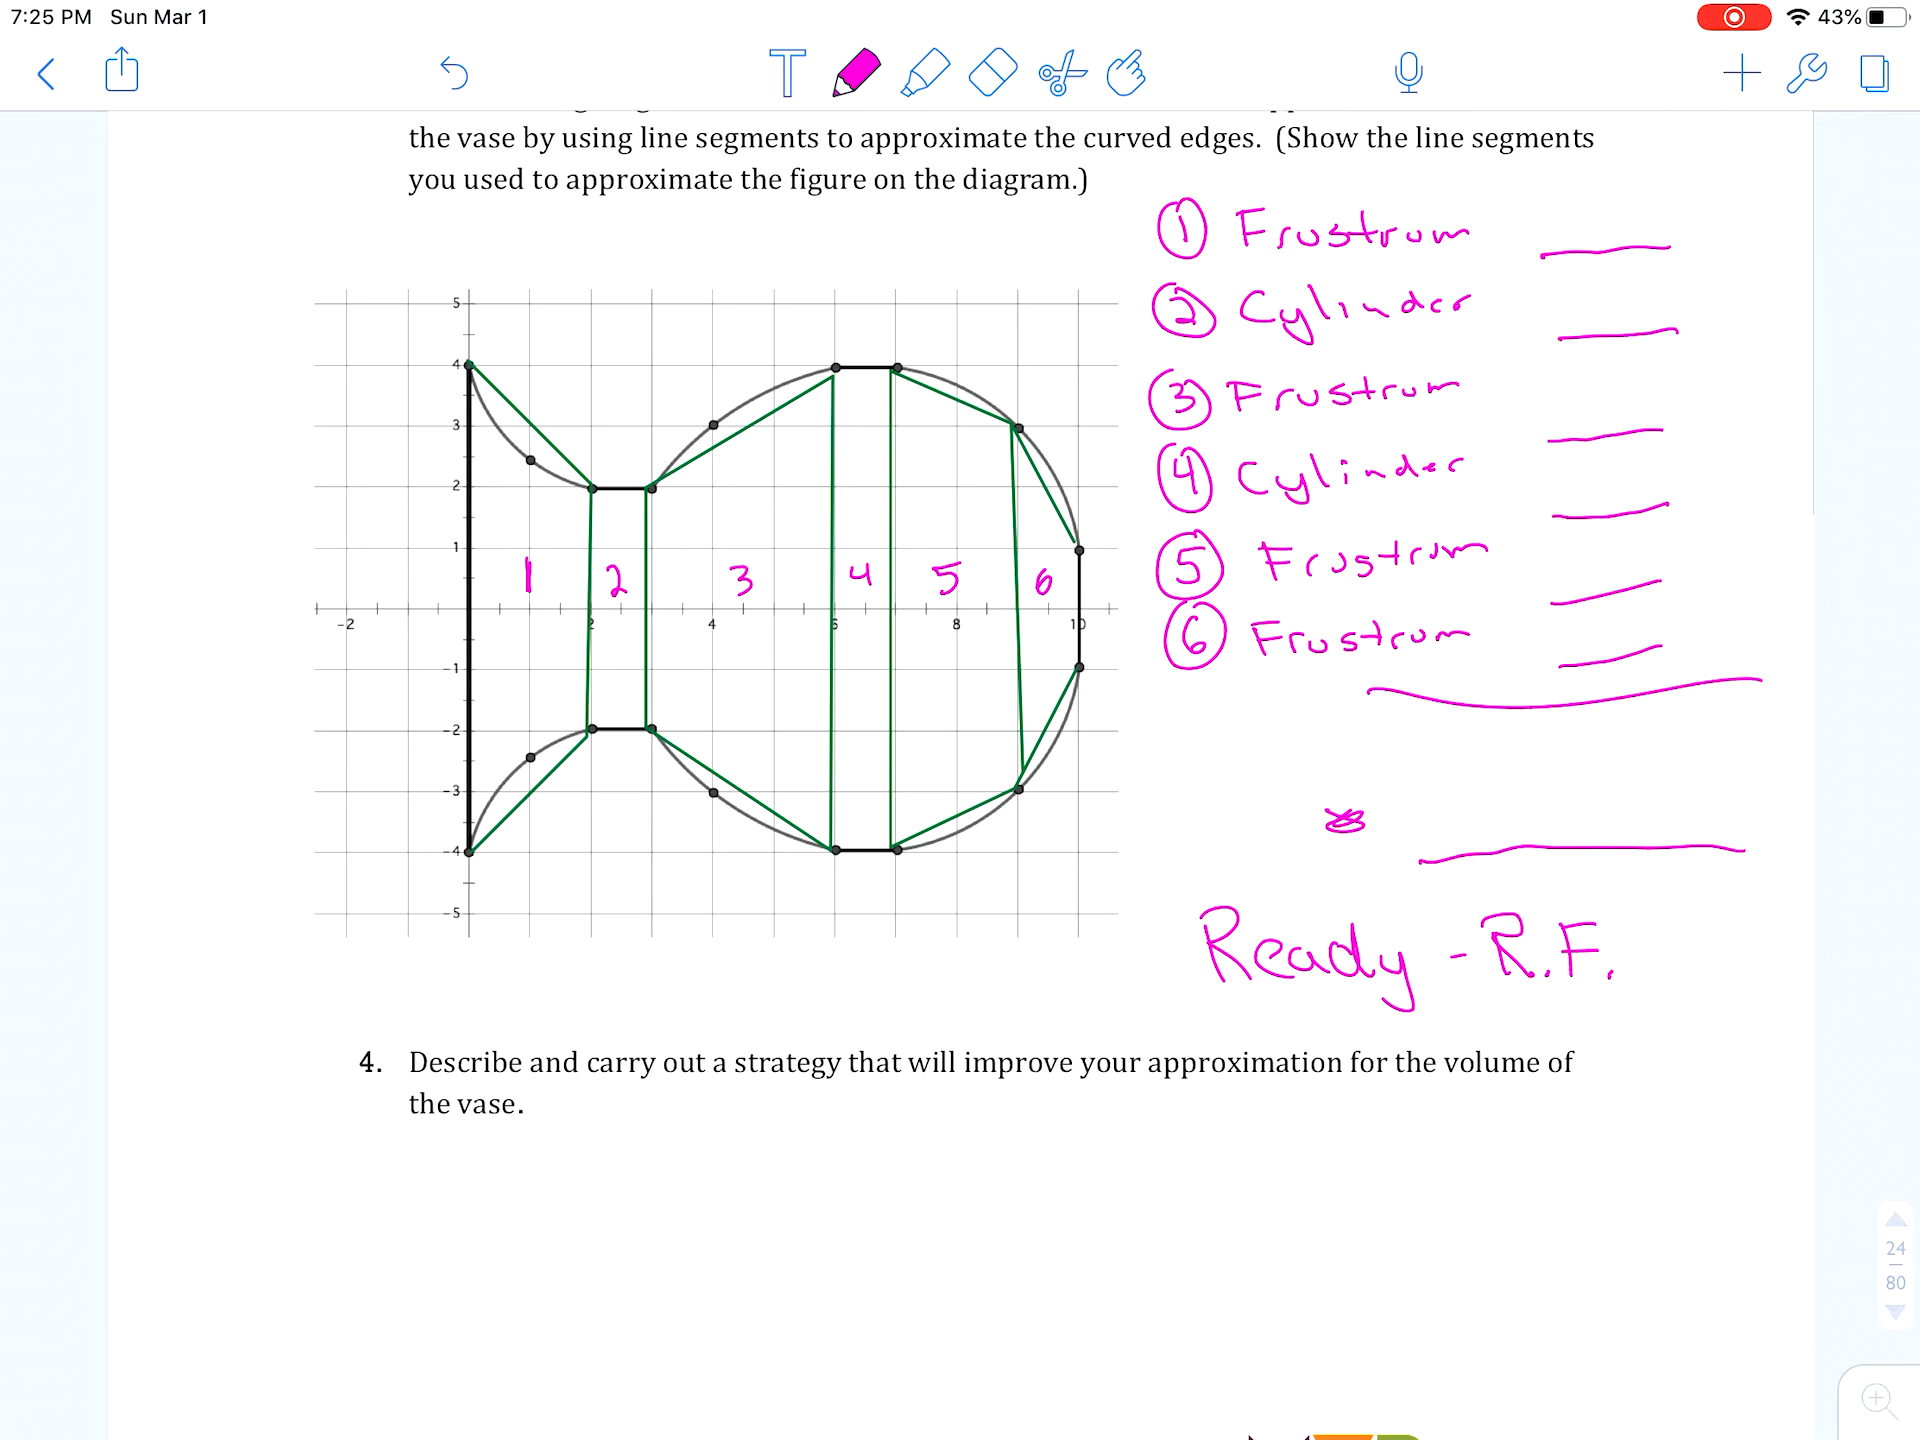 7:25 PM Sun Mar 1
43%
the vase by using line segments to approximate the curved edges. (Show the line segments
you used to approximate the figure on the diagram.)
① Frustrum
② Cylinder
③ Frustrum
④ Cylinder
⑤ Frustrum
⑥ Frustrum
5
4
3
2
1
1 2 3 4 5 6
-2 2 4 6 8 10
-1
-2
-3
-4
-5
Ready - R.F.
4. Describe and carry out a strategy that will improve your approximation for the volume of
the vase.
24
80